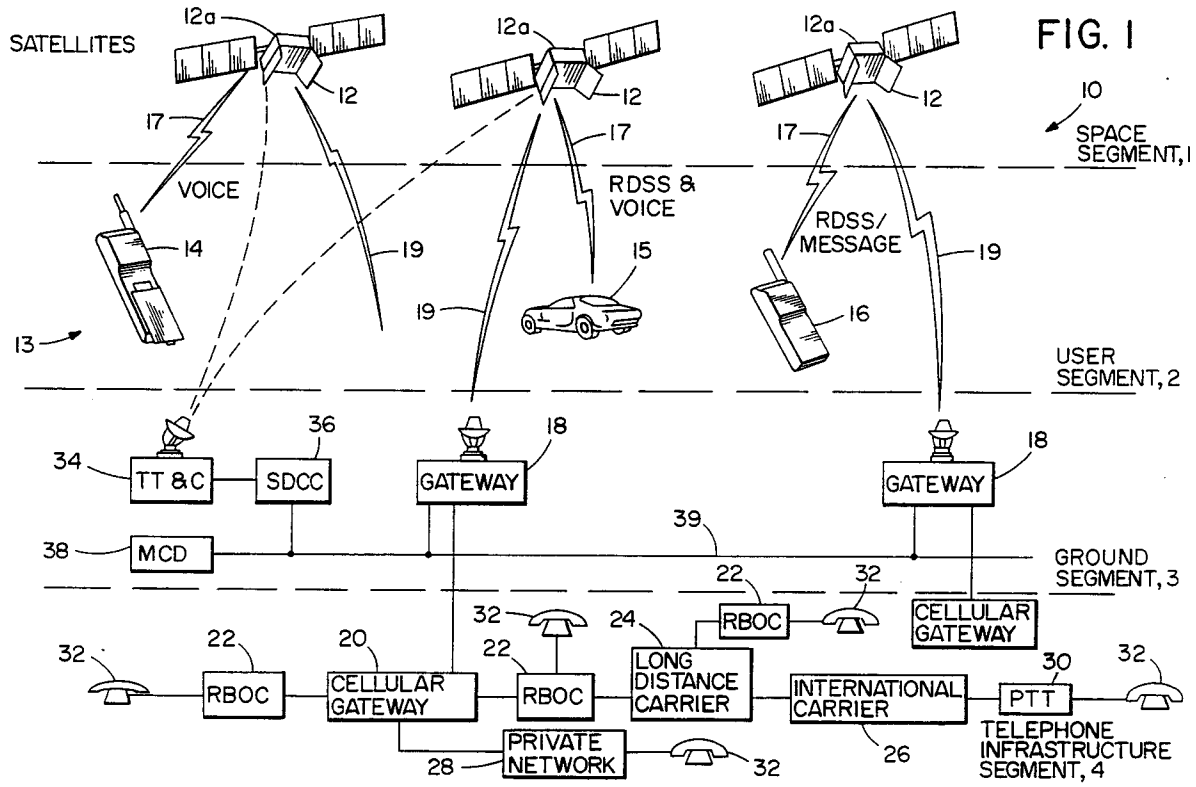 FIG. 1
SATELLITES
12a
12a
12a
12
12
12
10
17
17
17
SPACE
SEGMENT,1
VOICE
RDSS &
VOICE
RDSS/
MESSAGE
14
15
16
19
19
19
13
USER
SEGMENT, 2
36
18
18
34
TT & C
SDCC
GATEWAY
GATEWAY
38
MCD
39
GROUND
SEGMENT, 3
22
32
32
24
RBOC
CELLULAR
GATEWAY
32
22
20
22
30
32
RBOC
CELLULAR
GATEWAY
RBOC
LONG
DISTANCE
CARRIER
INTERNATIONAL
CARRIER
PTT
28
PRIVATE
NETWORK
32
26
TELEPHONE
INFRASTRUCTURE
SEGMENT, 4